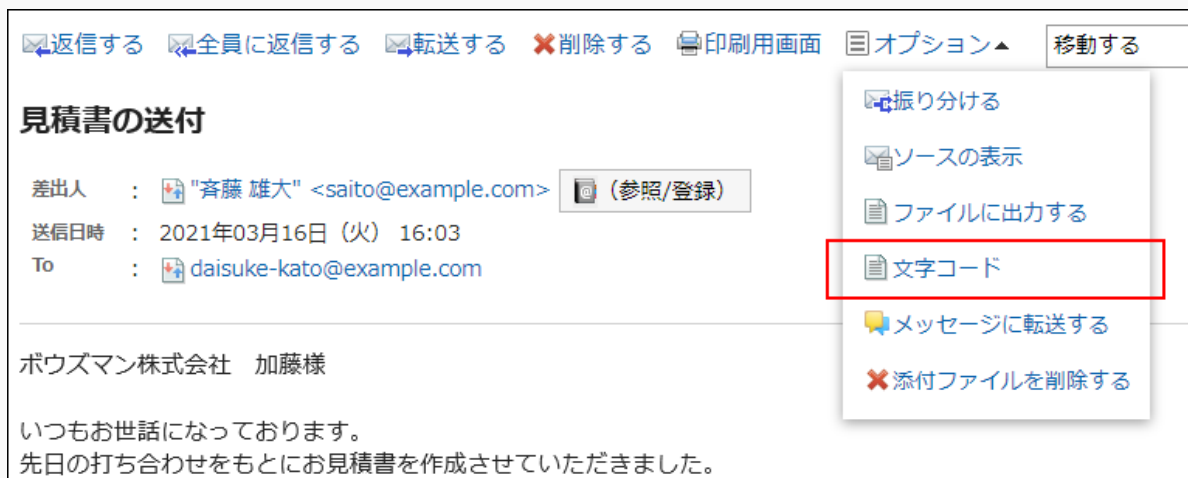 返信する 全員に返信する 転送する 削除する 印刷用画面 オプション▲ 移動する
振り分ける
ソースの表示
ファイルに出力する
文字コード
メッセージに転送する
添付ファイルを削除する
見積書の送付
差出人 : "斉藤 雄大" <saito@example.com> (参照/登録)
送信日時 : 2021年03月16日（火） 16:03
To : daisuke-kato@example.com
ボウズマン株式会社　加藤様
いつもお世話になっております。
先日の打ち合わせをもとにお見積書を作成させていただきました。